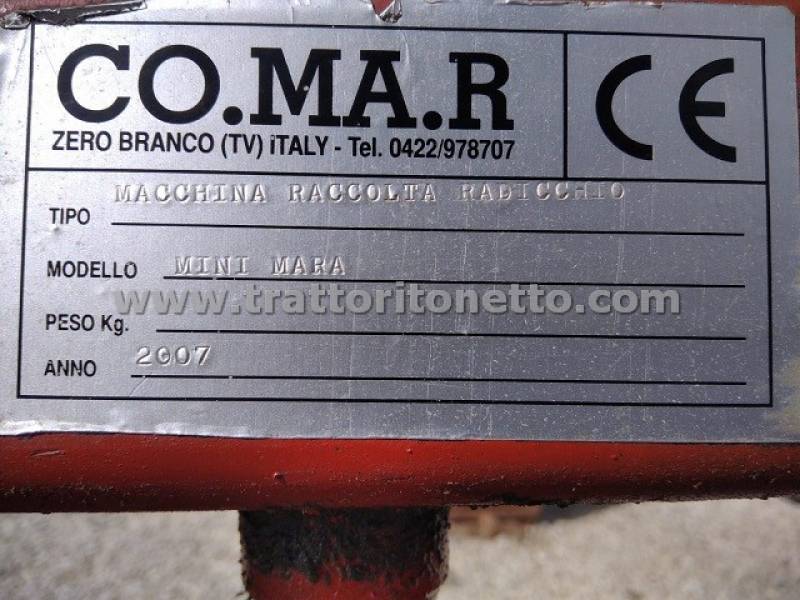 CO.MA.R
CE
ZERO BRANCO (TV) iTALY - Tel. 0422/978707
TIPO MACCHINA RACCOLTA RADICCHIO
MODELLO MINI MARA
www.trattoritonetto.com
PESO Kg.
ANNO 2007